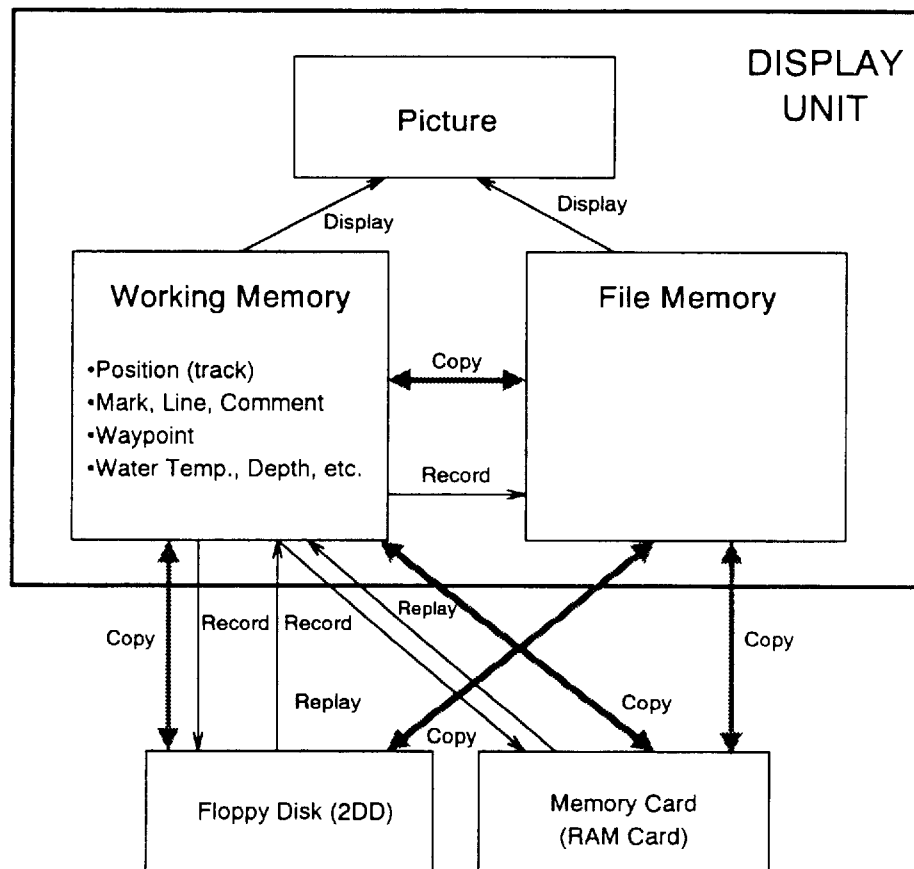 DISPLAY
UNIT
Picture
Display
Display
Working Memory
•Position (track)
•Mark, Line, Comment
•Waypoint
•Water Temp., Depth, etc.
File Memory
Copy
Record
Copy
Record
Record
Replay
Replay
Copy
Copy
Copy
Floppy Disk (2DD)
Memory Card
(RAM Card)